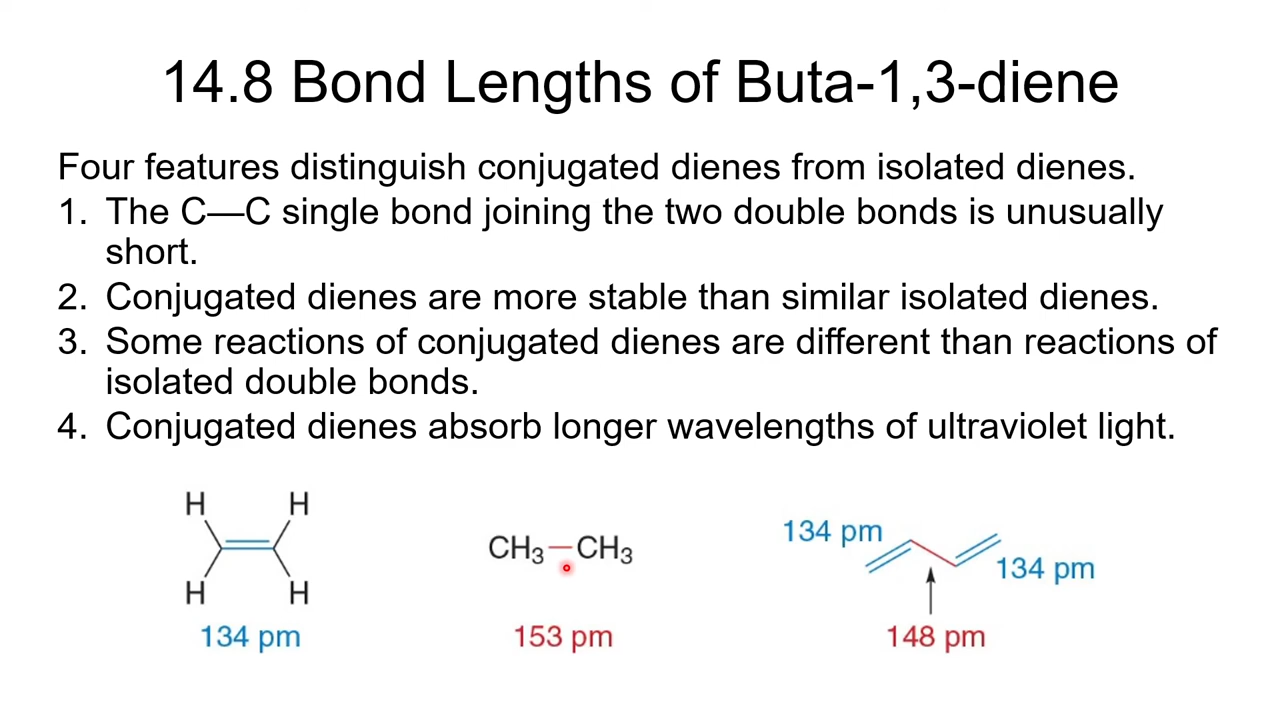 14.8 Bond Lengths of Buta-1,3-diene
Four features distinguish conjugated dienes from isolated dienes.
1. The C—C single bond joining the two double bonds is unusually
short.
2. Conjugated dienes are more stable than similar isolated dienes.
3. Some reactions of conjugated dienes are different than reactions of
isolated double bonds.
4. Conjugated dienes absorb longer wavelengths of ultraviolet light.
H H
H H
134 pm
CH₃—CH₃
153 pm
134 pm
134 pm
148 pm